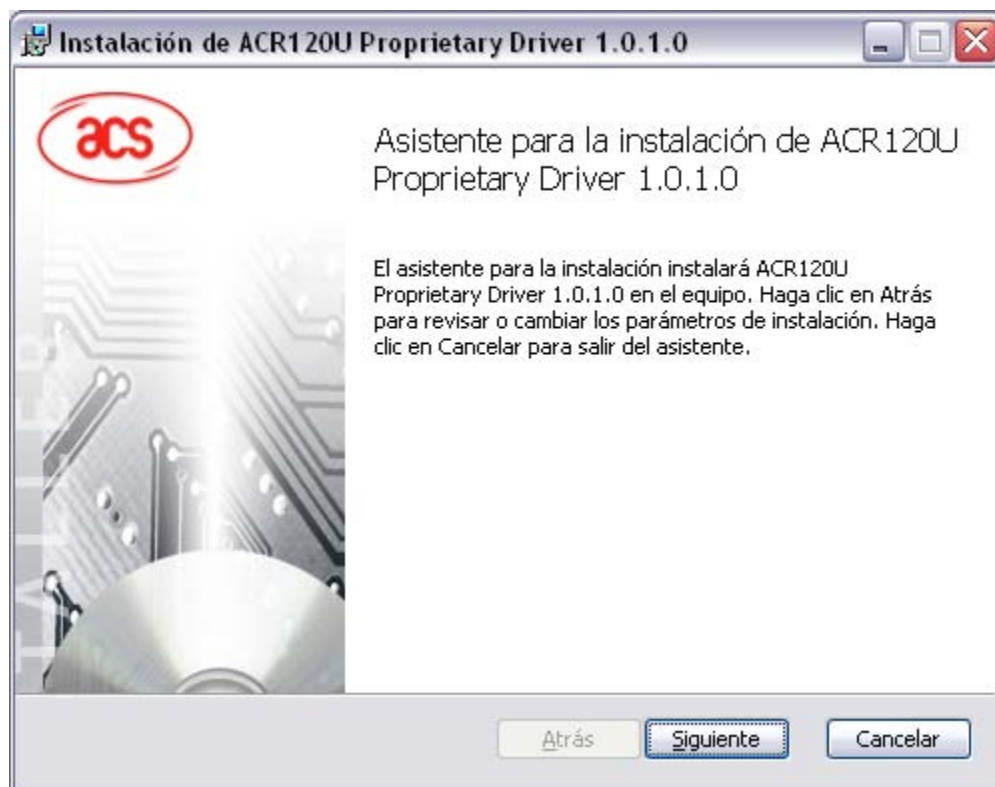 Instalación de ACR120U Proprietary Driver 1.0.1.0
acs
Asistente para la instalación de ACR120U
Proprietary Driver 1.0.1.0
El asistente para la instalación instalará ACR120U
Proprietary Driver 1.0.1.0 en el equipo. Haga clic en Atrás
para revisar o cambiar los parámetros de instalación. Haga
clic en Cancelar para salir del asistente.
Atrás
Siguiente
Cancelar